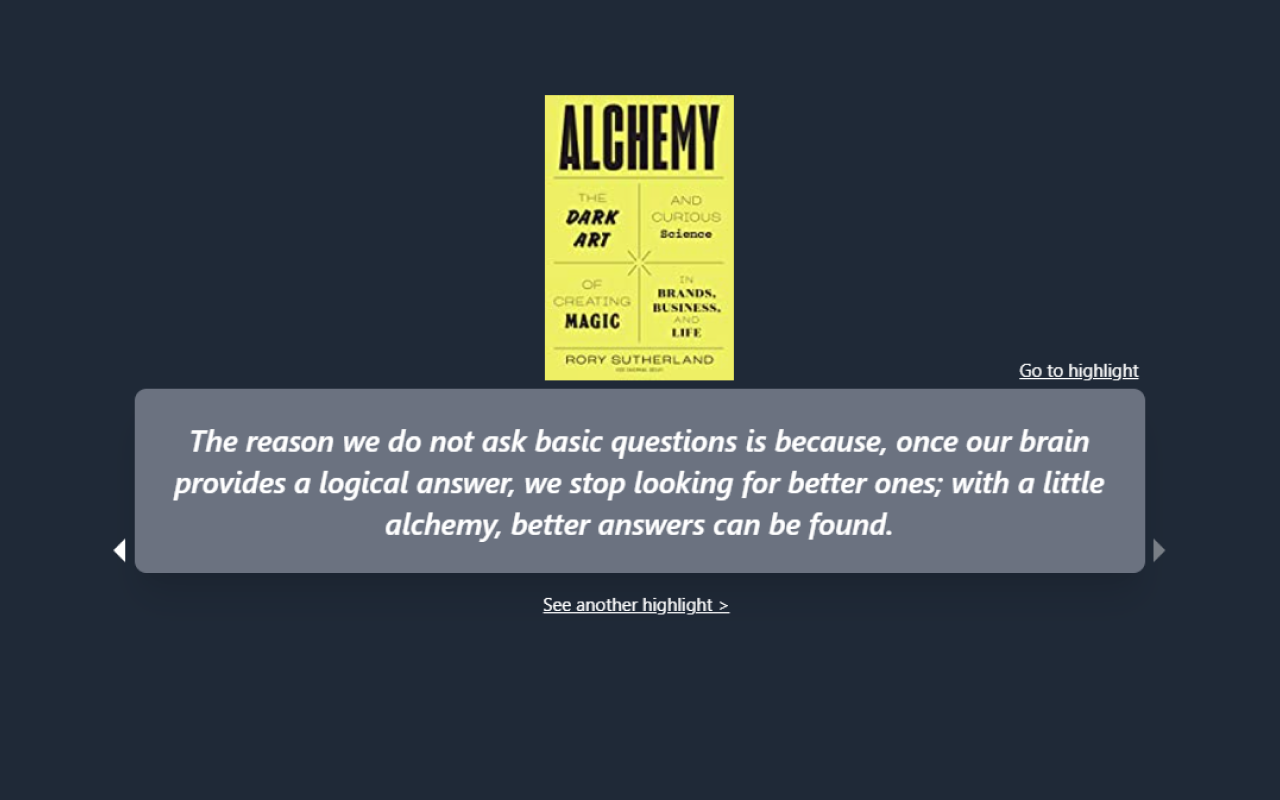 ALCHEMY
THE
DARK
ART
AND
CURIOUS
Science
OF
CREATING
MAGIC
IN
BRANDS,
BUSINESS,
AND
LIFE
RORY SUTHERLAND
Go to highlight
The reason we do not ask basic questions is because, once our brain
provides a logical answer, we stop looking for better ones; with a little
alchemy, better answers can be found.
See another highlight >